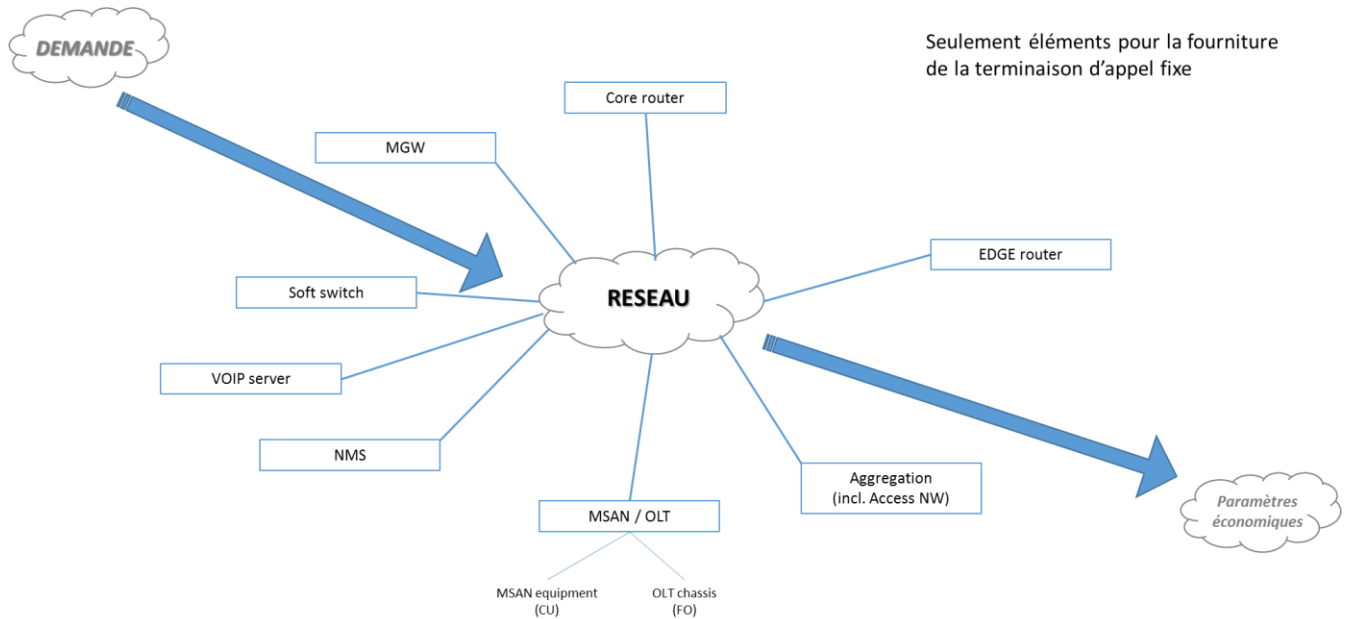 DEMANDE
Seulement éléments pour la fourniture
de la terminaison d'appel fixe
Core router
MGW
EDGE router
RESEAU
Soft switch
VOIP server
NMS
Aggregation
(incl. Access NW)
MSAN / OLT
Paramètres
économiques
MSAN equipment
(CU)
OLT chassis
(FO)